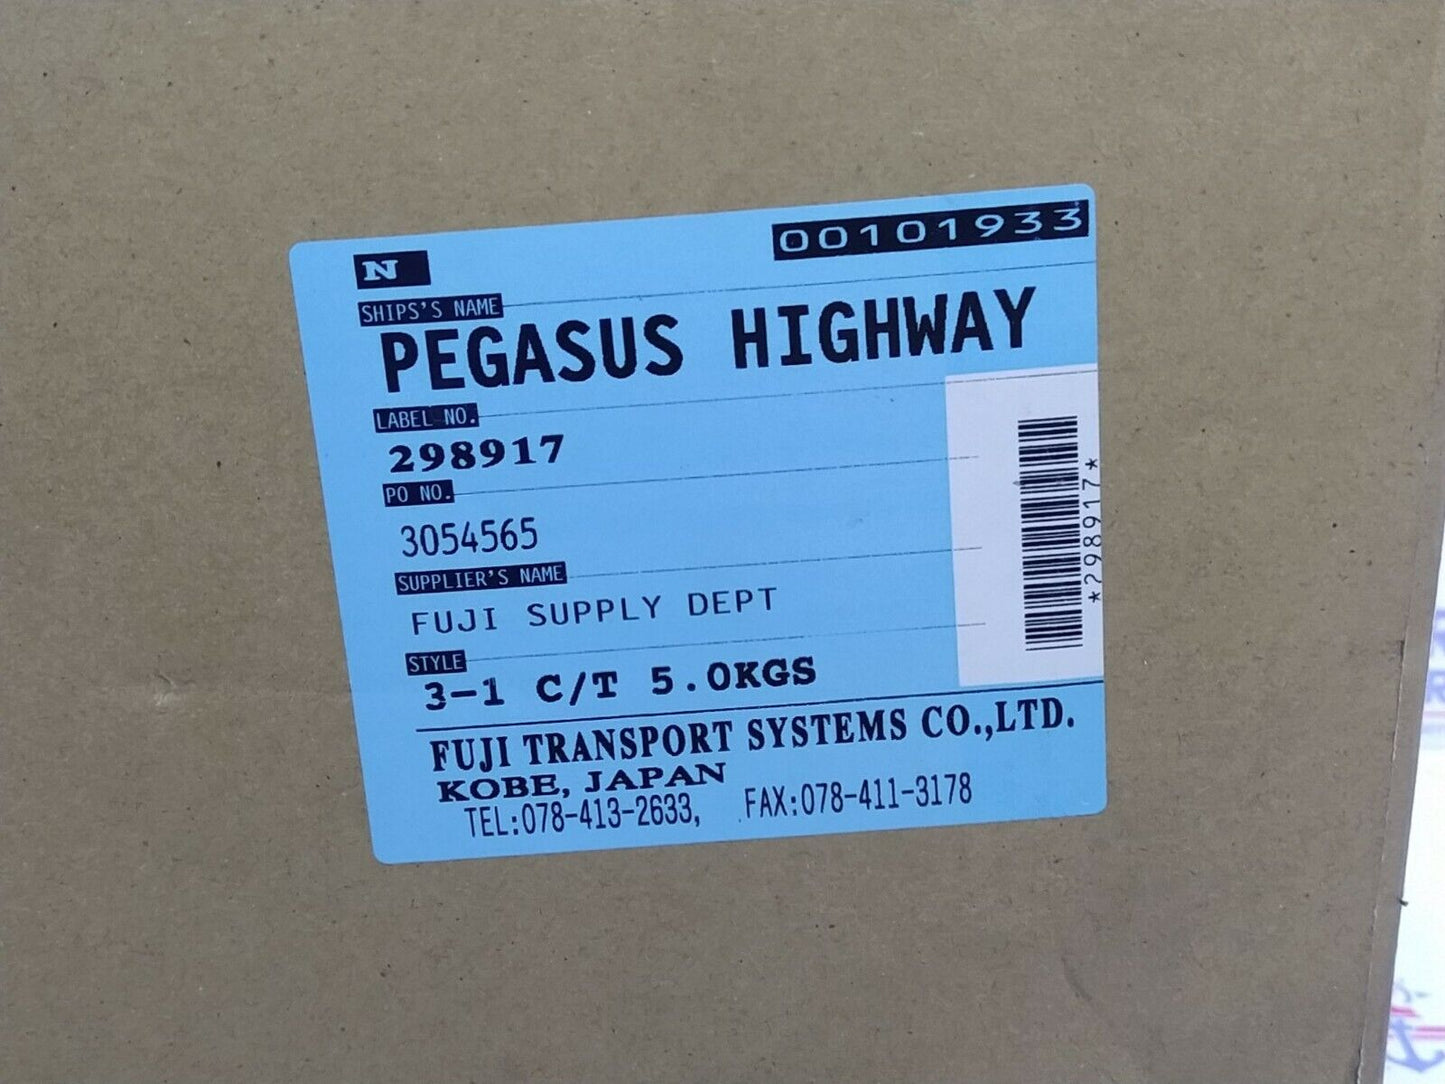 N
00101933
SHIPS'S NAME
PEGASUS HIGHWAY
LABEL NO.
298917
PO NO.
3054565
SUPPLIER'S NAME
FUJI SUPPLY DEPT
STYLE
3-1 C/T 5.0KGS
*298917*
FUJI TRANSPORT SYSTEMS CO.,LTD.
KOBE, JAPAN
TEL:078-413-2633, FAX:078-411-3178